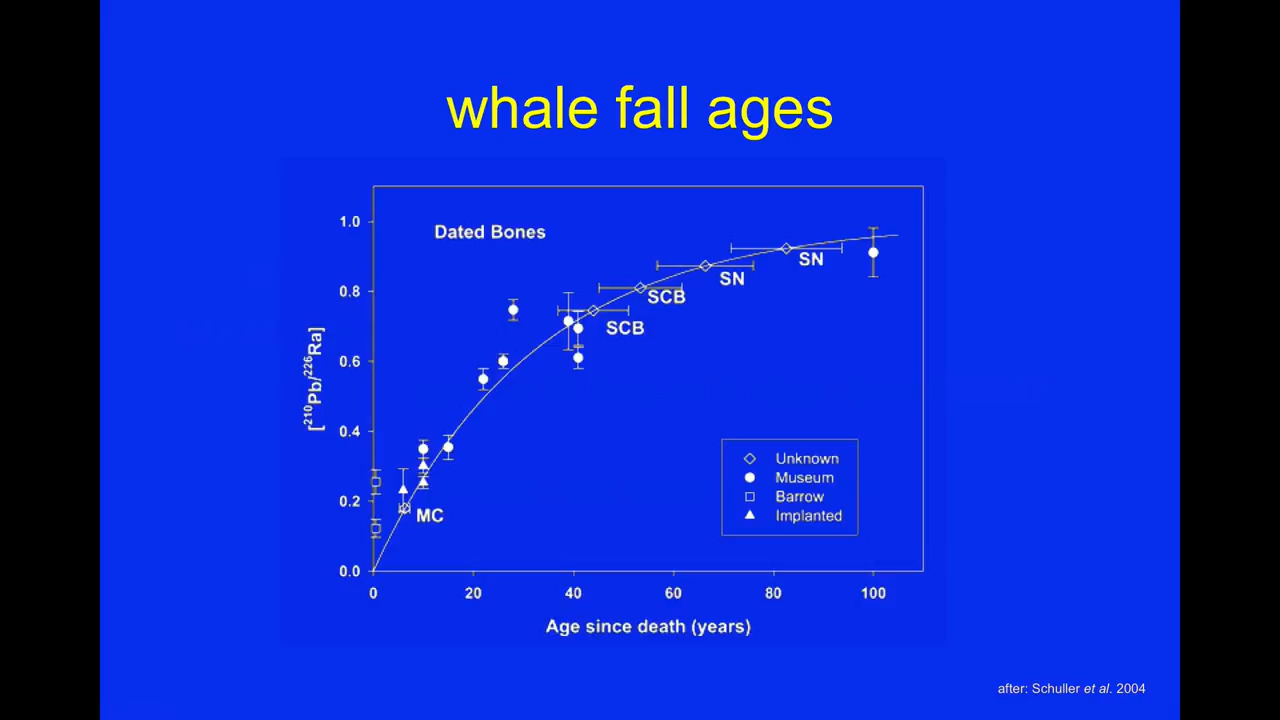 whale fall ages
Dated Bones
1.0
0.8
0.6
0.4
0.2
0.0
[²¹⁰Pb/²²⁶Ra]
SN
SN
SCB
SCB
MC
Unknown
Museum
Barrow
Implanted
0 20 40 60 80 100
Age since death (years)
after: Schuller et al. 2004